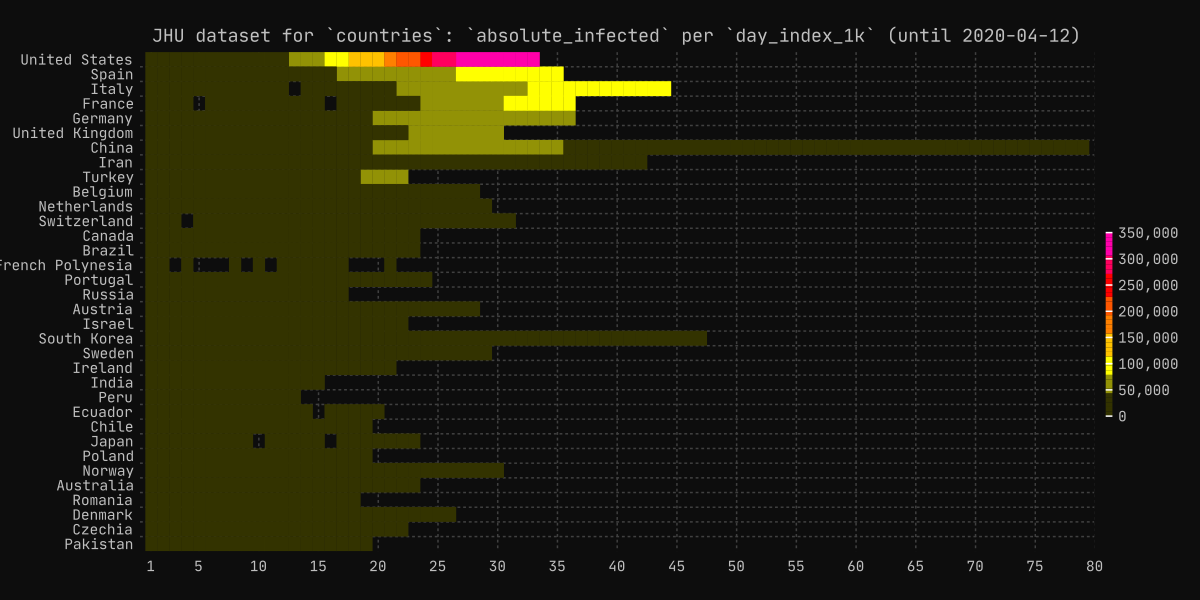 JHU dataset for `countries`: `absolute_infected` per `day_index_1k` (until 2020-04-12)
United States
Spain
Italy
France
Germany
United Kingdom
China
Iran
Turkey
Belgium
Netherlands
Switzerland
Canada
Brazil
French Polynesia
Portugal
Russia
Austria
Israel
South Korea
Sweden
Ireland
India
Peru
Ecuador
Chile
Japan
Poland
Norway
Australia
Romania
Denmark
Czechia
Pakistan
1 5 10 15 20 25 30 35 40 45 50 55 60 65 70 75 80
350,000
300,000
250,000
200,000
150,000
100,000
50,000
0